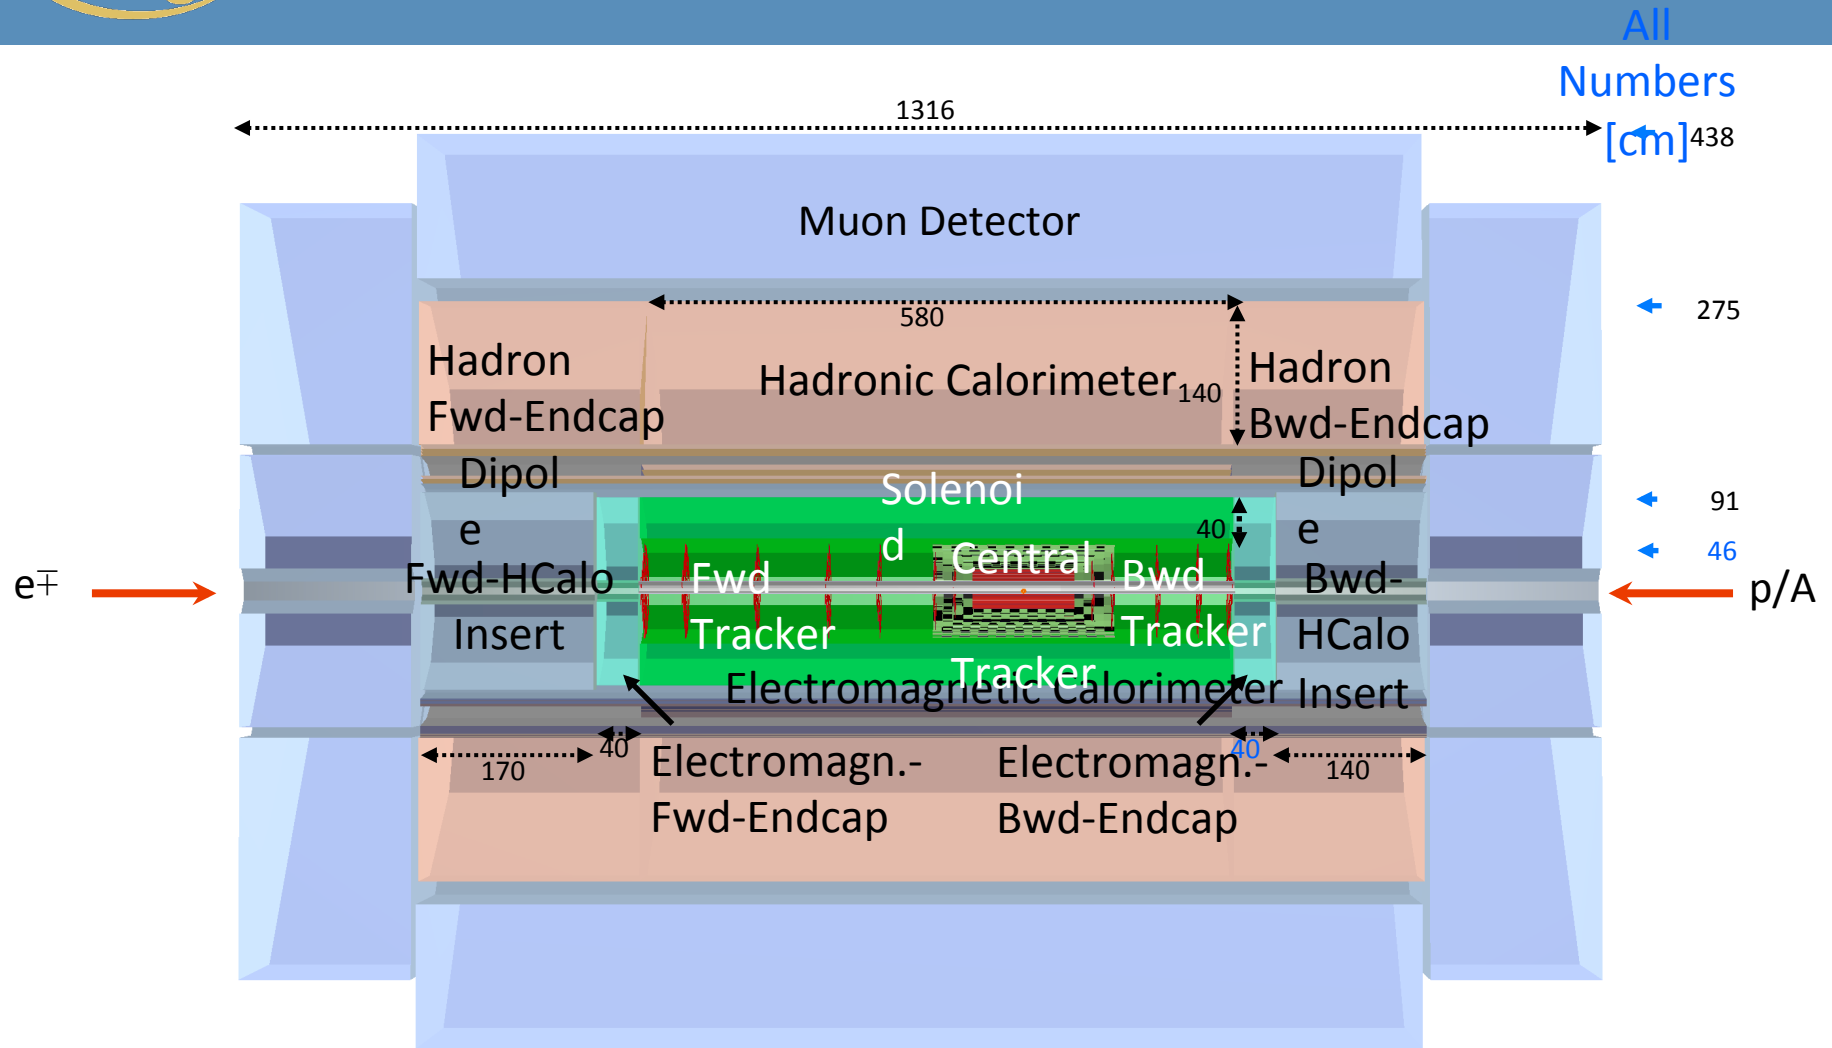 All
Numbers
[cm]
1316
438
Muon Detector
275
580
Hadron
Fwd-Endcap
Hadronic Calorimeter
140
Hadron
Bwd-Endcap
Dipol
e
Solenoi
d
Dipol
e
40
91
46
e∓
Fwd-HCalo
Insert
Fwd
Tracker
Central
Tracker
Bwd
Tracker
Bwd-
HCalo
Insert
p/A
Electromagnetic Calorimeter
170
40
Electromagn.-
Fwd-Endcap
Electromagn.-
Bwd-Endcap
40
140